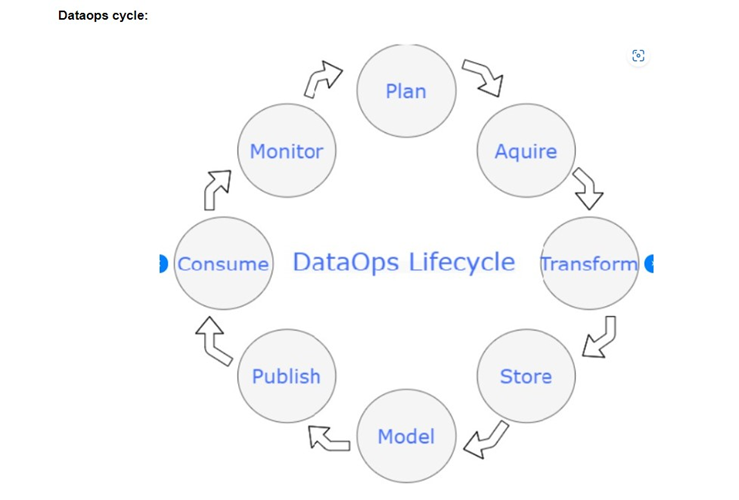 Dataops cycle:
Plan
Aquire
Transform
Store
Model
Publish
Consume
Monitor
DataOps Lifecycle